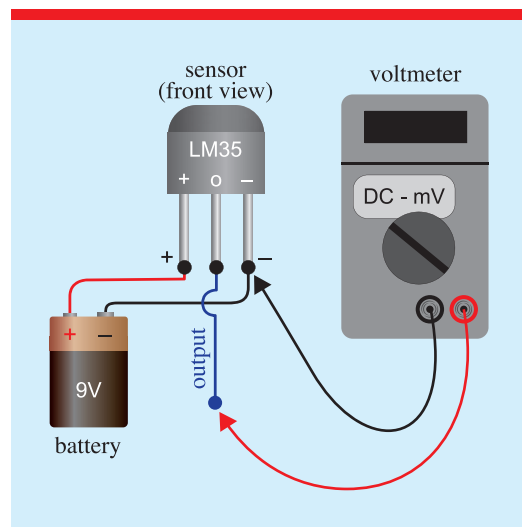 sensor
(front view)
voltmeter
LM35
+ o −
DC - mV
+ −
+ −
9V
output
battery